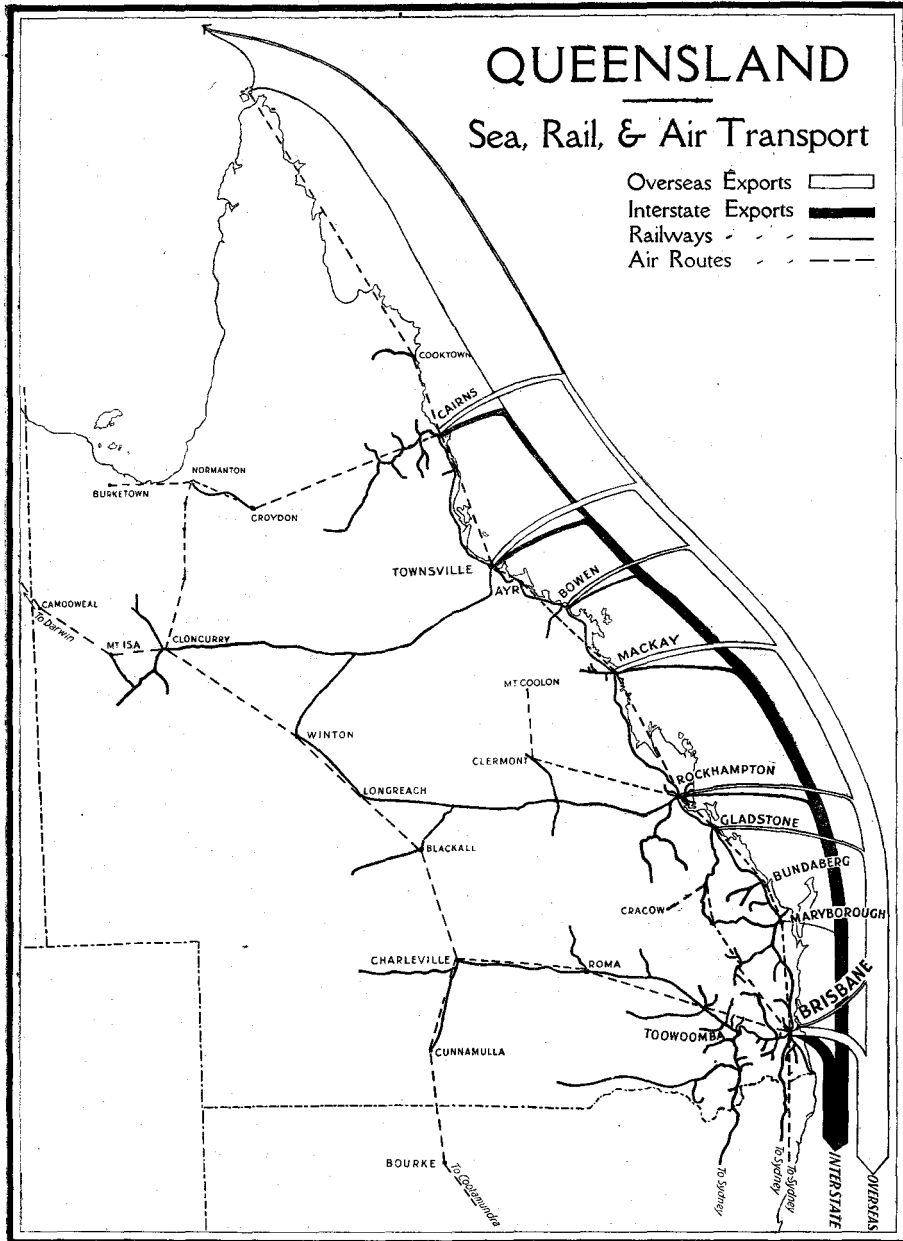 QUEENSLAND
Sea, Rail, & Air Transport
Overseas Exports
Interstate Exports
Railways
Air Routes
COOKTOWN
CAIRNS
NORMANTON
BURKETOWN
CROYDON
TOWNSVILLE
AYR
BOWEN
CAMOOWEAL
To Darwin
MT ISA
CLONCURRY
MACKAY
MT COOLON
WINTON
CLERMONT
ROCKHAMPTON
LONGREACH
GLADSTONE
BLACKALL
BUNDABERG
CRACOW
MARYBOROUGH
CHARLEVILLE
ROMA
BRISBANE
TOOWOOMBA
CUNNAMULLA
BOURKE
To Cootamundra
To Sydney
To Sydney
To Sydney
INTERSTATE
OVERSEAS